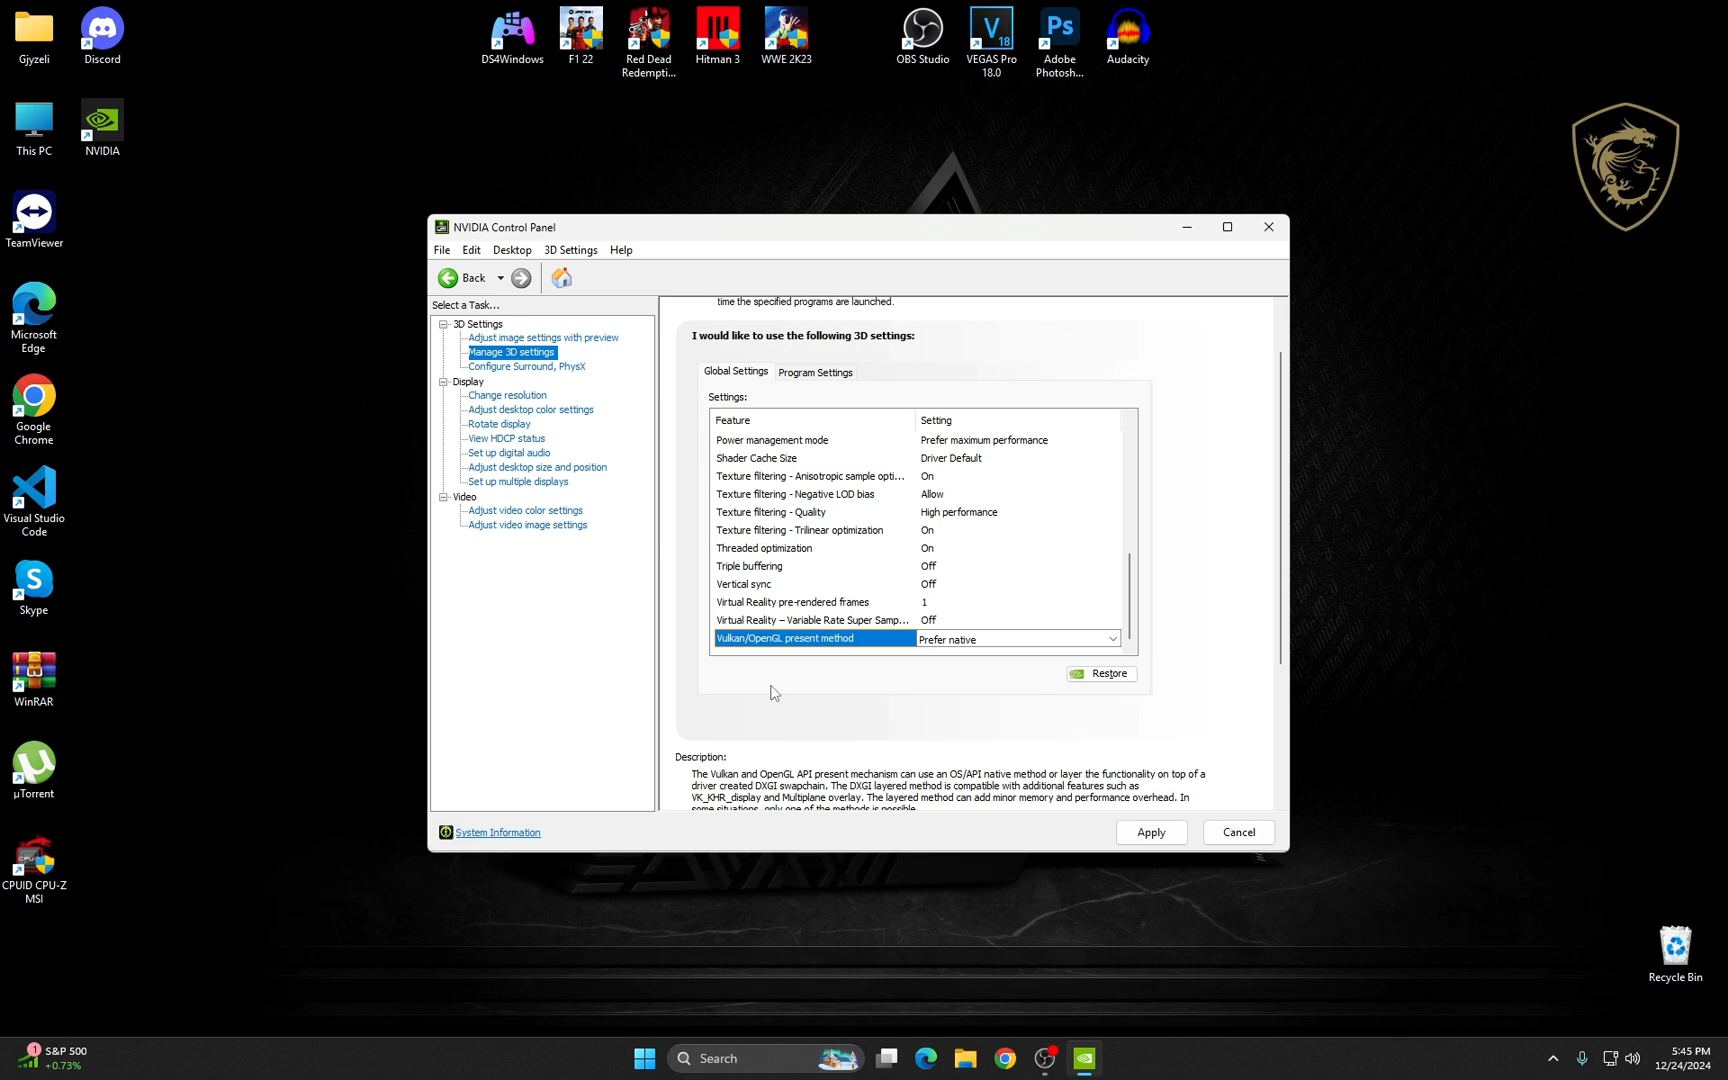 Gjyzeli
Discord
DS4Windows
F1 22
Red Dead
Redempti...
Hitman 3
WWE 2K23
OBS Studio
VEGAS Pro
18.0
Adobe
Photosh...
Audacity
This PC
NVIDIA
TeamViewer
Microsoft
Edge
Google
Chrome
Visual Studio
Code
Skype
WinRAR
µTorrent
CPUID CPU-Z
MSI
Recycle Bin
NVIDIA Control Panel
File Edit Desktop 3D Settings Help
Back
Select a Task...
3D Settings
Adjust image settings with preview
Manage 3D settings
Configure Surround, PhysX
Display
Change resolution
Adjust desktop color settings
Rotate display
View HDCP status
Set up digital audio
Adjust desktop size and position
Set up multiple displays
Video
Adjust video color settings
Adjust video image settings
time the specified programs are launched.
I would like to use the following 3D settings:
Global Settings Program Settings
Settings:
Feature Setting
Power management mode Prefer maximum performance
Shader Cache Size Driver Default
Texture filtering - Anisotropic sample opti... On
Texture filtering - Negative LOD bias Allow
Texture filtering - Quality High performance
Texture filtering - Trilinear optimization On
Threaded optimization On
Triple buffering Off
Vertical sync Off
Virtual Reality pre-rendered frames 1
Virtual Reality – Variable Rate Super Samp... Off
Vulkan/OpenGL present method Prefer native
Restore
Description:
The Vulkan and OpenGL API present mechanism can use an OS/API native method or layer the functionality on top of a
driver created DXGI swapchain. The DXGI layered method is compatible with additional features such as
VK_KHR_display and Multiplane overlay. The layered method can add minor memory and performance overhead. In
some situations, only one of the methods is possible.
System Information
Apply Cancel
1
S&P 500
+0.73%
Search
5:45 PM
12/24/2024